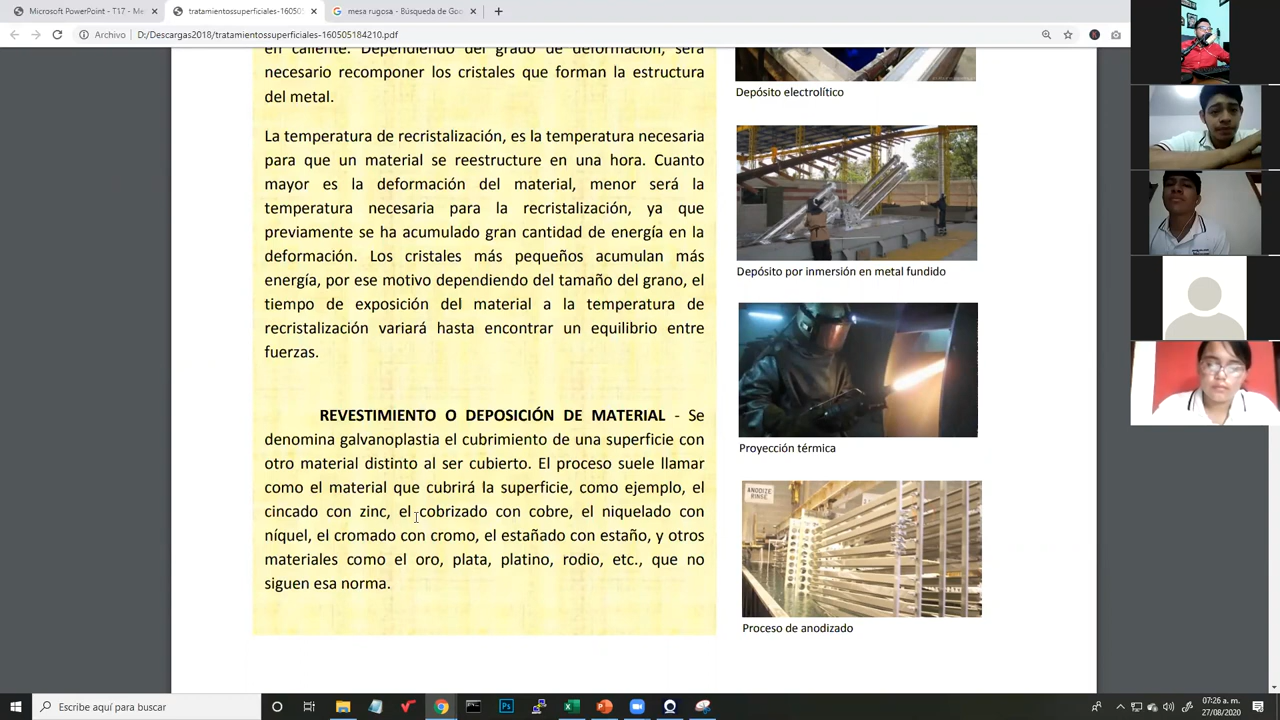 Microsoft PowerPoint - T17 - Me
tratamientossuperficiales-16050
mesa rugosa - Búsqueda de Goo
Archivo
D:/Descargas2018/tratamientossuperficiales-160505184210.pdf
en caliente. Dependiendo del grado de deformación, será
necesario recomponer los cristales que forman la estructura
del metal.
La temperatura de recristalización, es la temperatura necesaria
para que un material se reestructure en una hora. Cuanto
mayor es la deformación del material, menor será la
temperatura necesaria para la recristalización, ya que
previamente se ha acumulado gran cantidad de energía en la
deformación. Los cristales más pequeños acumulan más
energía, por ese motivo dependiendo del tamaño del grano, el
tiempo de exposición del material a la temperatura de
recristalización variará hasta encontrar un equilibrio entre
fuerzas.
REVESTIMIENTO O DEPOSICIÓN DE MATERIAL - Se
denomina galvanoplastia el cubrimiento de una superficie con
otro material distinto al ser cubierto. El proceso suele llamar
como el material que cubrirá la superficie, como ejemplo, el
cincado con zinc, el cobrizado con cobre, el niquelado con
níquel, el cromado con cromo, el estañado con estaño, y otros
materiales como el oro, plata, platino, rodio, etc., que no
siguen esa norma.
Depósito electrolítico
Depósito por inmersión en metal fundido
Proyección térmica
ANODIZE
RINSE
Proceso de anodizado
Escribe aquí para buscar
07:26 a. m.
27/08/2020